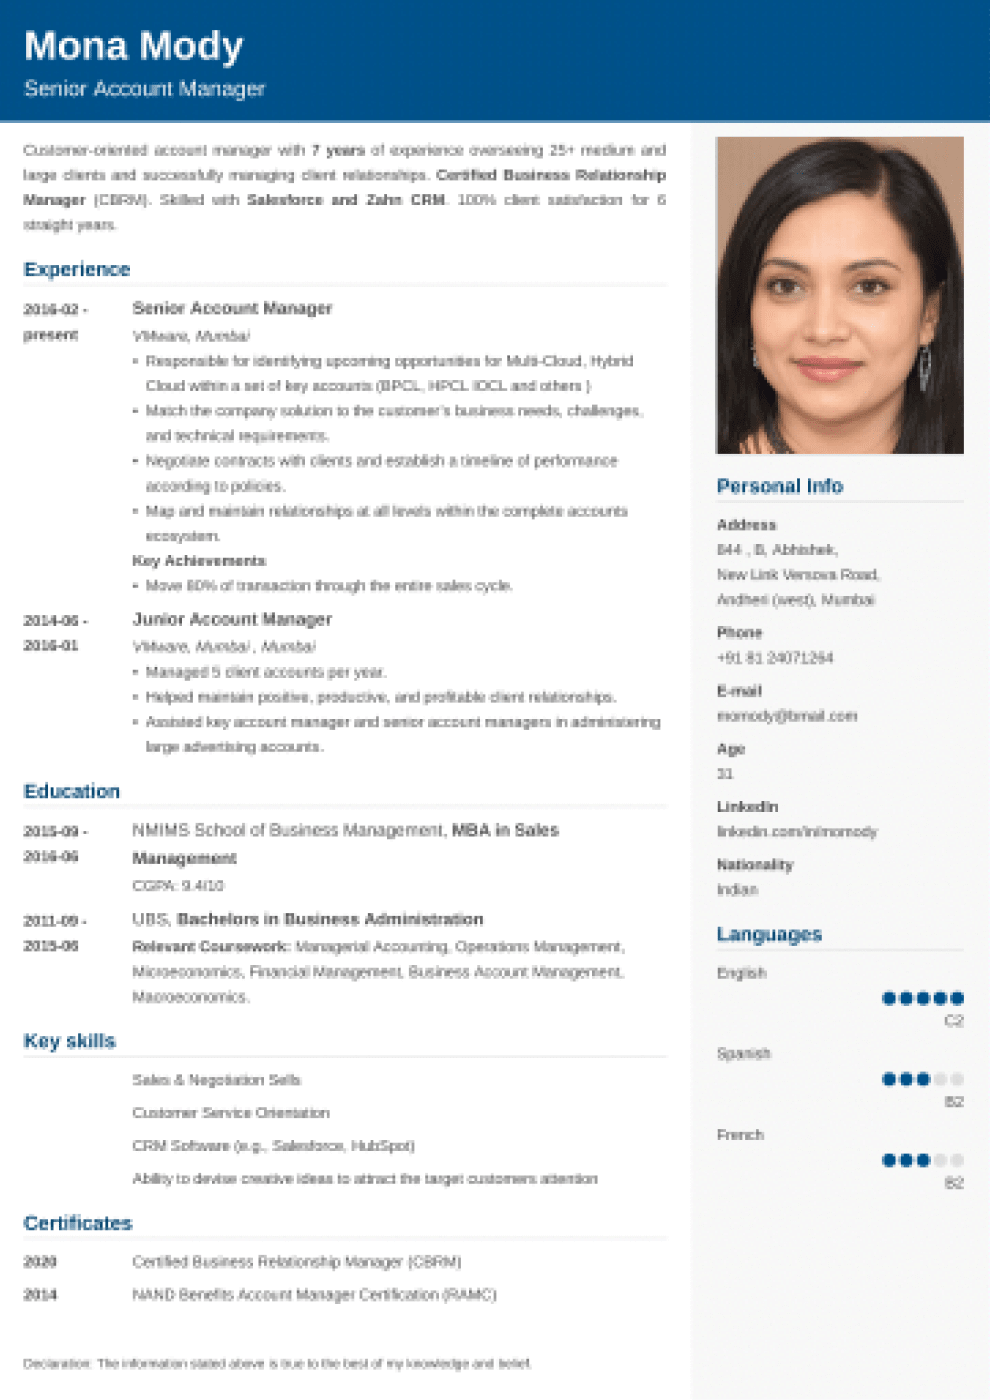 Mona Mody
Senior Account Manager
Customer-oriented account manager with 7 years of experience overseeing 25+ medium and
large clients and successfully managing client relationships. Certified Business Relationship
Manager (CBRM). Skilled with Salesforce and Zahn CRM. 100% client satisfaction for 6
straight years.
Experience
2016-02 -
present
Senior Account Manager
VMware, Mumbai
• Responsible for identifying upcoming opportunities for Multi-Cloud, Hybrid
Cloud within a set of key accounts (BPCL, HPCL IOCL and others )
• Match the company solution to the customer's business needs, challenges,
and technical requirements.
• Negotiate contracts with clients and establish a timeline of performance
according to policies.
• Map and maintain relationships at all levels within the complete accounts
ecosystem.
Key Achievements
• Move 80% of transaction through the entire sales cycle.
2014-06 -
2016-01
Junior Account Manager
VMware, Mumbai , Mumbai
• Managed 5 client accounts per year.
• Helped maintain positive, productive, and profitable client relationships.
• Assisted key account manager and senior account managers in administering
large advertising accounts.
Education
2015-09 -
2016-06
NMIMS School of Business Management, MBA in Sales
Management
CGPA: 9.4/10
2011-09 -
2015-06
UBS, Bachelors in Business Administration
Relevant Coursework: Managerial Accounting, Operations Management,
Microeconomics, Financial Management, Business Account Management,
Macroeconomics.
Key skills
Sales & Negotiation Sells
Customer Service Orientation
CRM Software (e.g., Salesforce, HubSpot)
Ability to devise creative ideas to attract the target customers attention
Certificates
2020
Certified Business Relationship Manager (CBRM)
2014
NAND Benefits Account Manager Certification (RAMC)
Declaration: The information stated above is true to the best of my knowledge and belief.
Personal Info
Address
844 , B, Abhishek,
New Link Versova Road,
Andheri (west), Mumbai
Phone
+91 81 24071264
E-mail
momody@bmail.com
Age
31
LinkedIn
linkedin.com/in/momody
Nationality
Indian
Languages
English
C2
Spanish
B2
French
B2